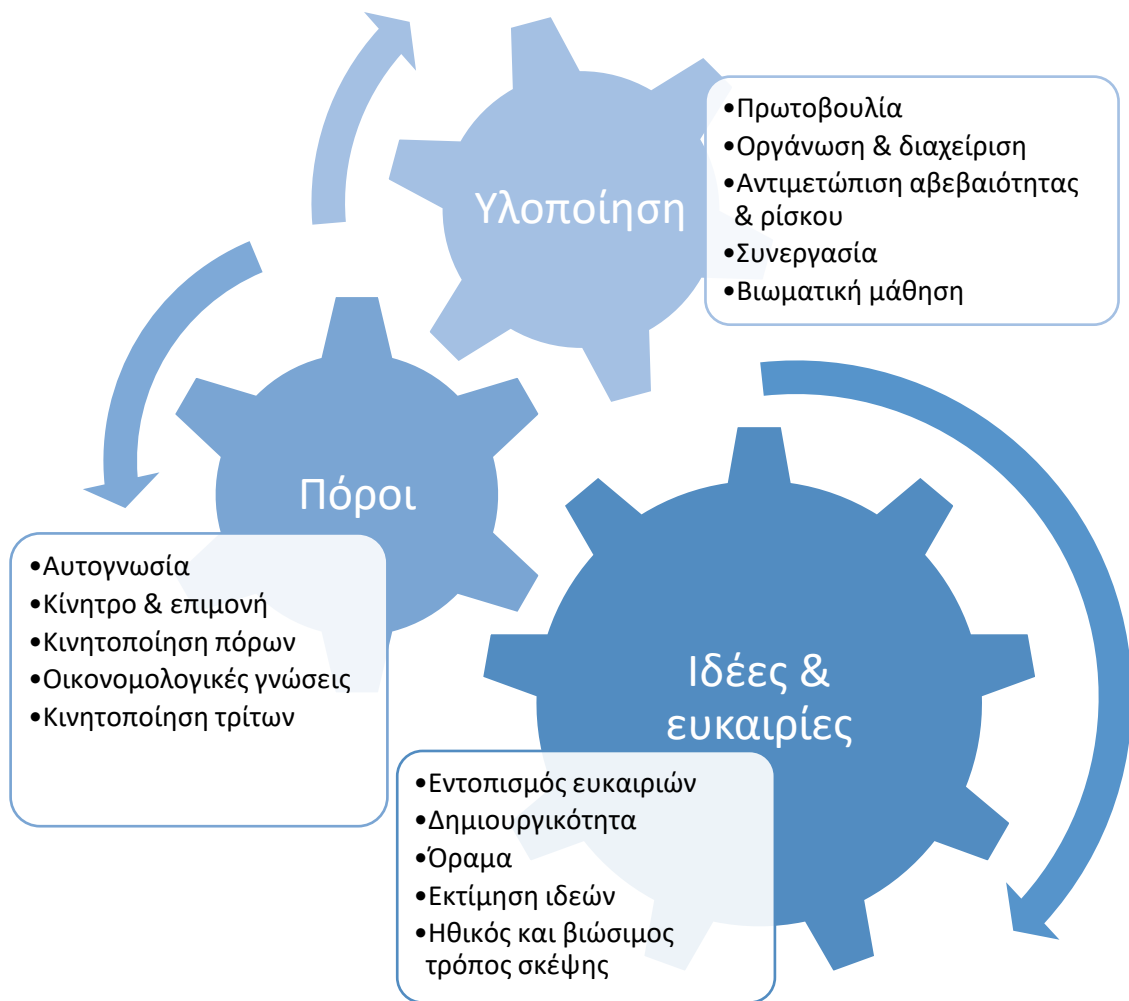 Υλοποίηση
•Πρωτοβουλία
•Οργάνωση & διαχείριση
•Αντιμετώπιση αβεβαιότητας
& ρίσκου
•Συνεργασία
•Βιωματική μάθηση
Πόροι
•Αυτογνωσία
•Κίνητρο & επιμονή
•Κινητοποίηση πόρων
•Οικονομολογικές γνώσεις
•Κινητοποίηση τρίτων
Ιδέες &
ευκαιρίες
•Εντοπισμός ευκαιριών
•Δημιουργικότητα
•Όραμα
•Εκτίμηση ιδεών
•Ηθικός και βιώσιμος
τρόπος σκέψης